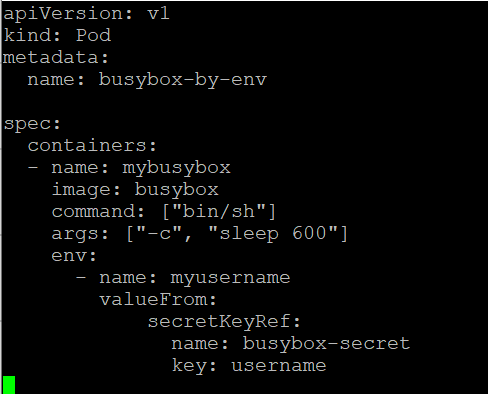 apiVersion: v1
kind: Pod
metadata:
  name: busybox-by-env

spec:
  containers:
  - name: mybusybox
    image: busybox
    command: ["bin/sh"]
    args: ["-c", "sleep 600"]
    env:
      - name: myusername
        valueFrom:
            secretKeyRef:
              name: busybox-secret
              key: username